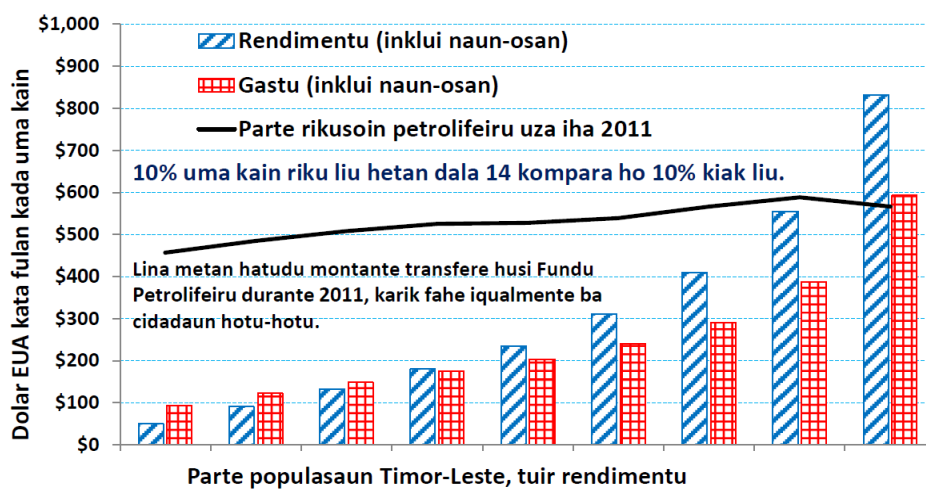 $1,000
$900
$800
$700
$600
$500
$400
$300
$200
$100
$0
Dolar EUA kata fulan kada uma kain
Rendimentu (inklui naun-osan)
Gastu (inklui naun-osan)
Parte rikusoin petrolifeiru uza iha 2011
10% uma kain riku liu hetan dala 14 kompara ho 10% kiak liu.
Lina metan hatudu montante transfere husi Fundu
Petrolifeiru durante 2011, karik fahe iqualmente ba
cidadaun hotu-hotu.
Parte populasaun Timor-Leste, tuir rendimentu